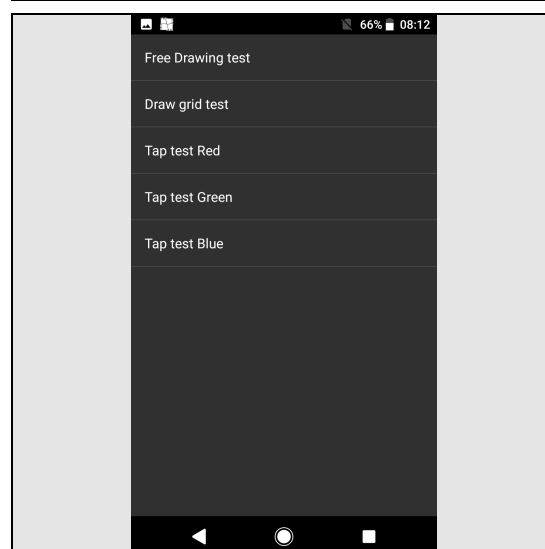 66% 08:12
Free Drawing test
Draw grid test
Tap test Red
Tap test Green
Tap test Blue